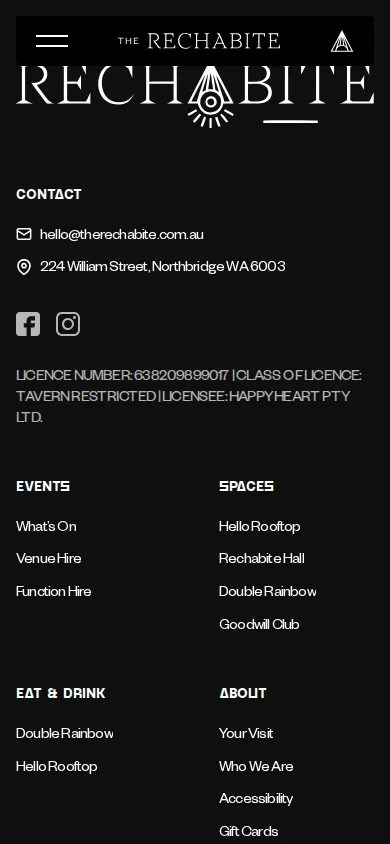 THE RECHABITE
RECHABITE
CONTACT
hello@therechabite.com.au
224 William Street, Northbridge WA 6003
LICENCE NUMBER: 638209899017 | CLASS OF LICENCE:
TAVERN RESTRICTED | LICENSEE: HAPPY HEART PTY
LTD.
EVENTS
What's On
Venue Hire
Function Hire
SPACES
Hello Rooftop
Rechabite Hall
Double Rainbow
Goodwill Club
EAT & DRINK
Double Rainbow
Hello Rooftop
ABOUT
Your Visit
Who We Are
Accessibility
Gift Cards